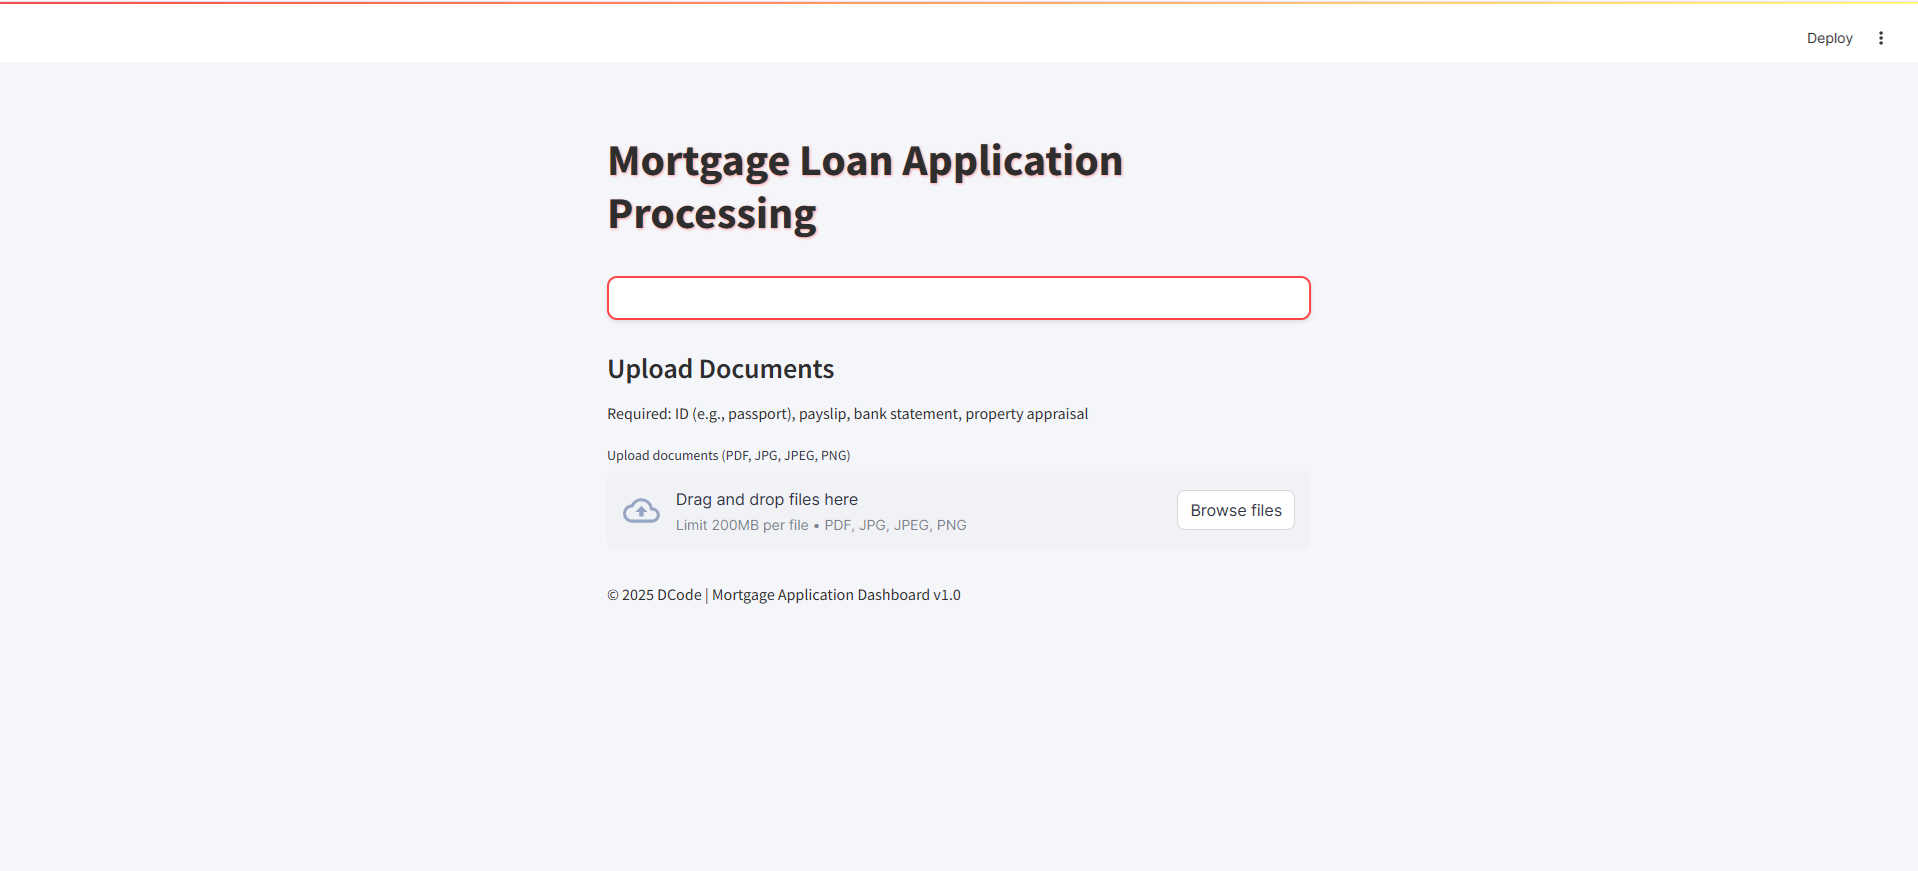 Deploy
Mortgage Loan Application
Processing
Upload Documents
Required: ID (e.g., passport), payslip, bank statement, property appraisal
Upload documents (PDF, JPG, JPEG, PNG)
Drag and drop files here
Limit 200MB per file • PDF, JPG, JPEG, PNG
Browse files
© 2025 DCode | Mortgage Application Dashboard v1.0